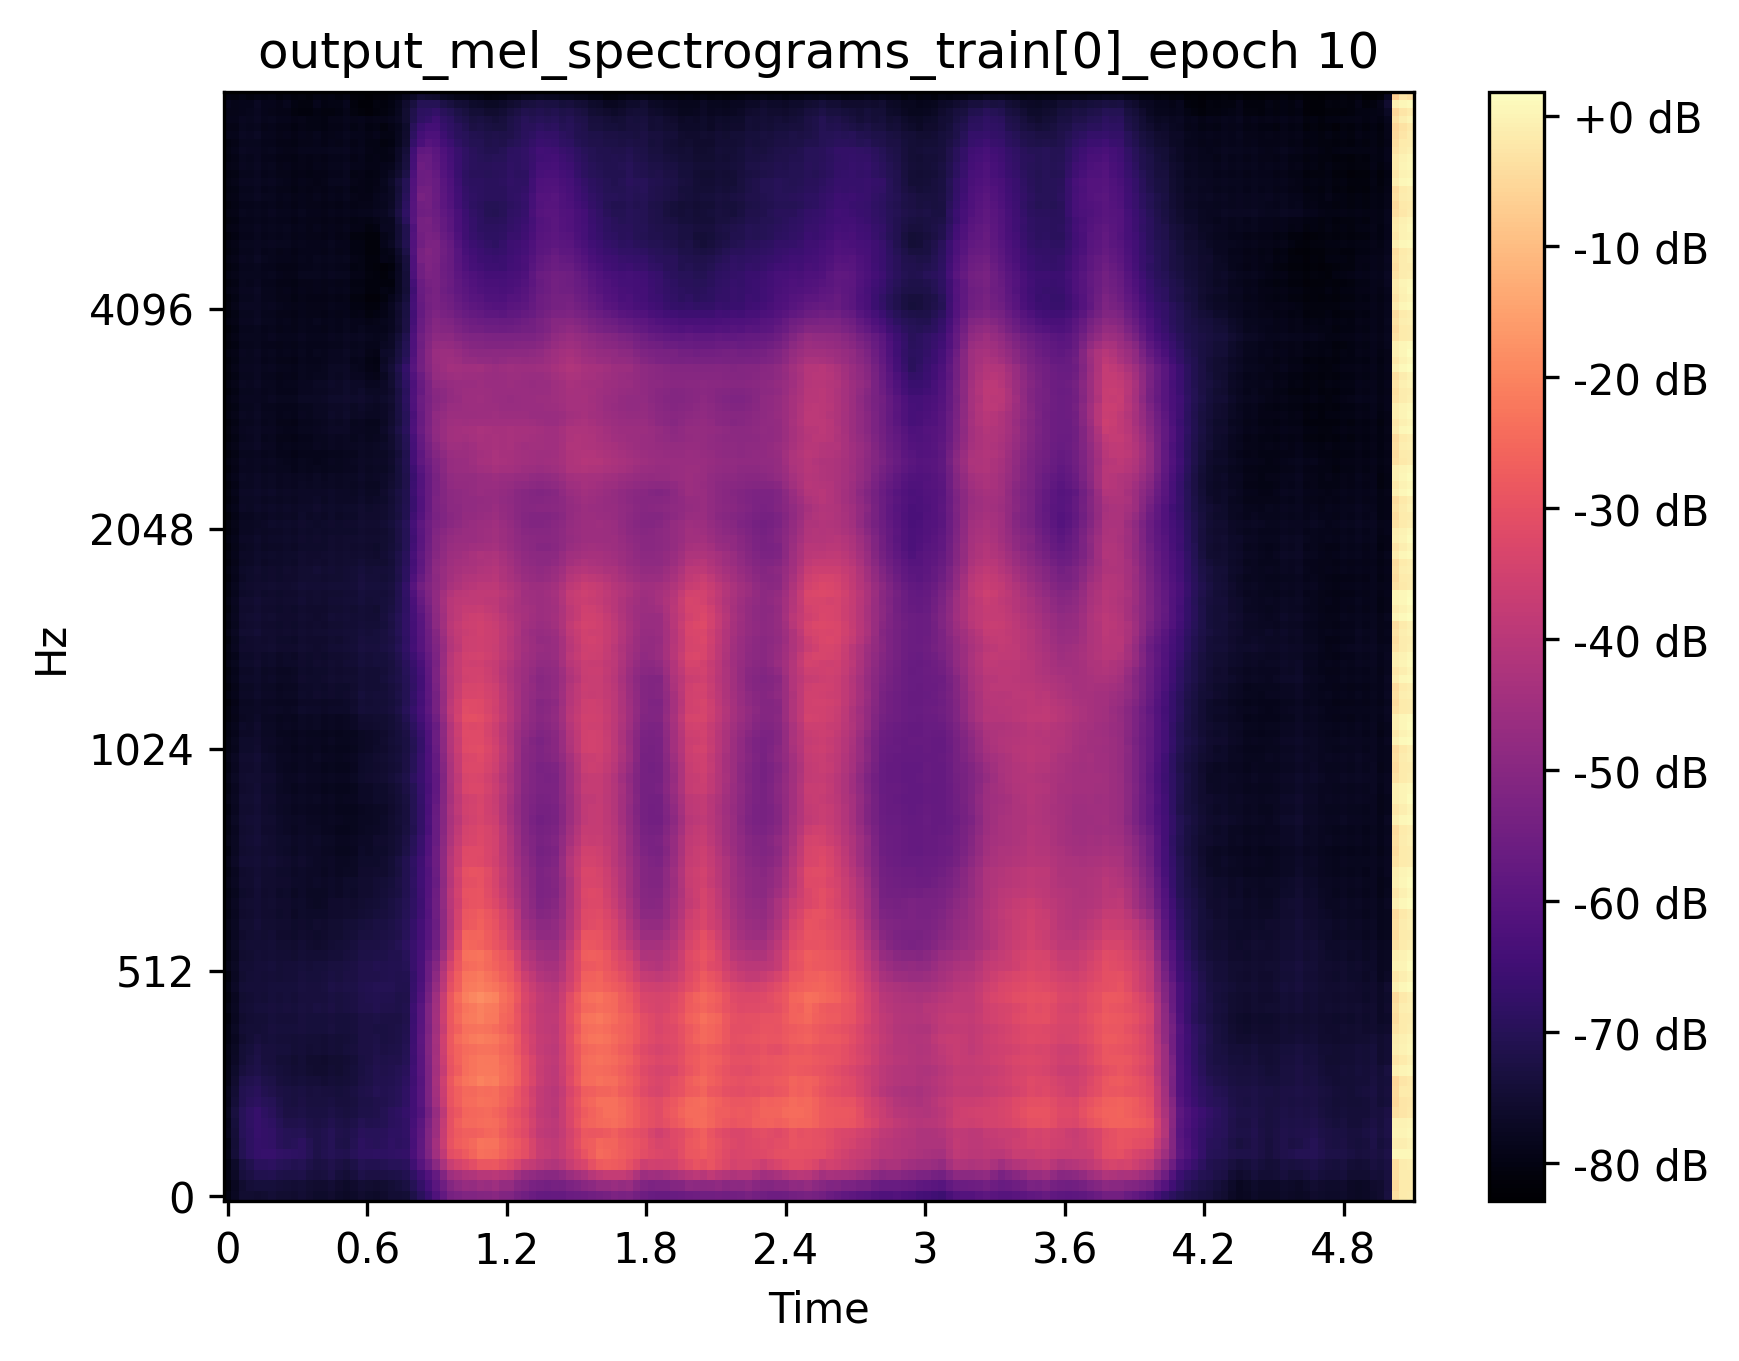 output_mel_spectrograms_train[0]_epoch 10
Hz
4096
2048
1024
512
0
0 0.6 1.2 1.8 2.4 3 3.6 4.2 4.8
Time
+0 dB
-10 dB
-20 dB
-30 dB
-40 dB
-50 dB
-60 dB
-70 dB
-80 dB